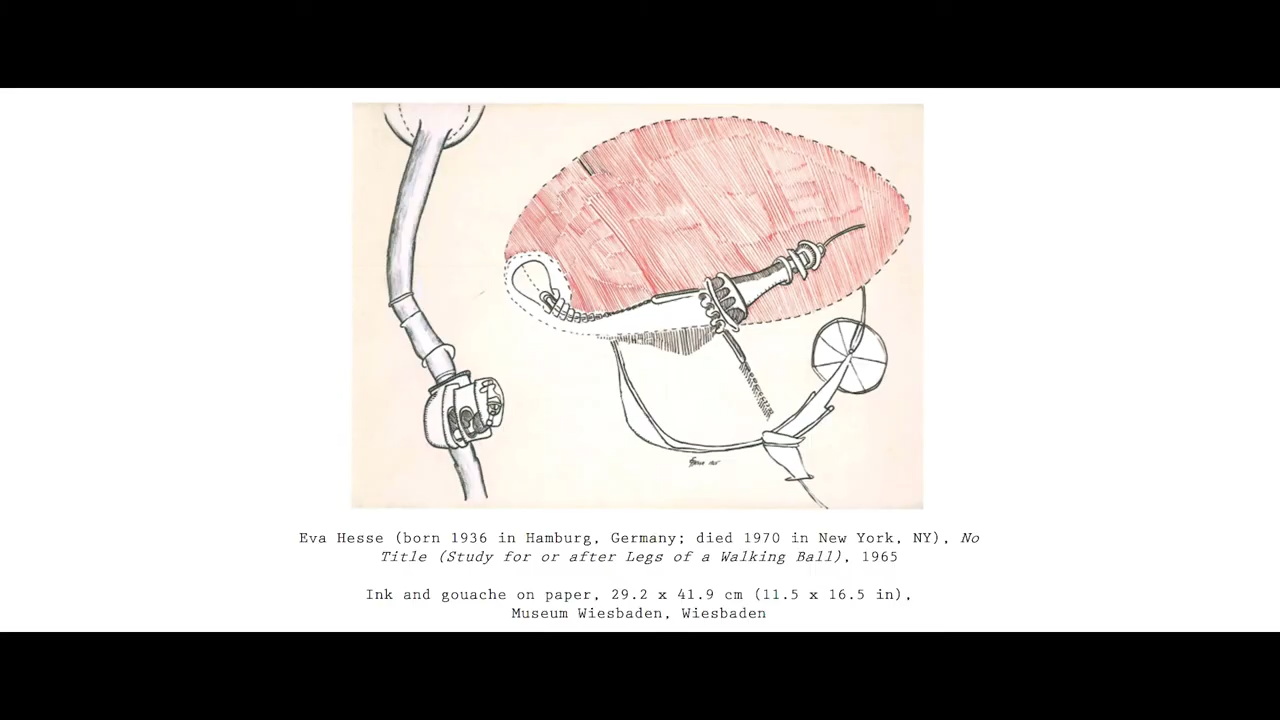 Eva Hesse (born 1936 in Hamburg, Germany; died 1970 in New York, NY), No
Title (Study for or after Legs of a Walking Ball), 1965
Ink and gouache on paper, 29.2 x 41.9 cm (11.5 x 16.5 in),
Museum Wiesbaden, Wiesbaden